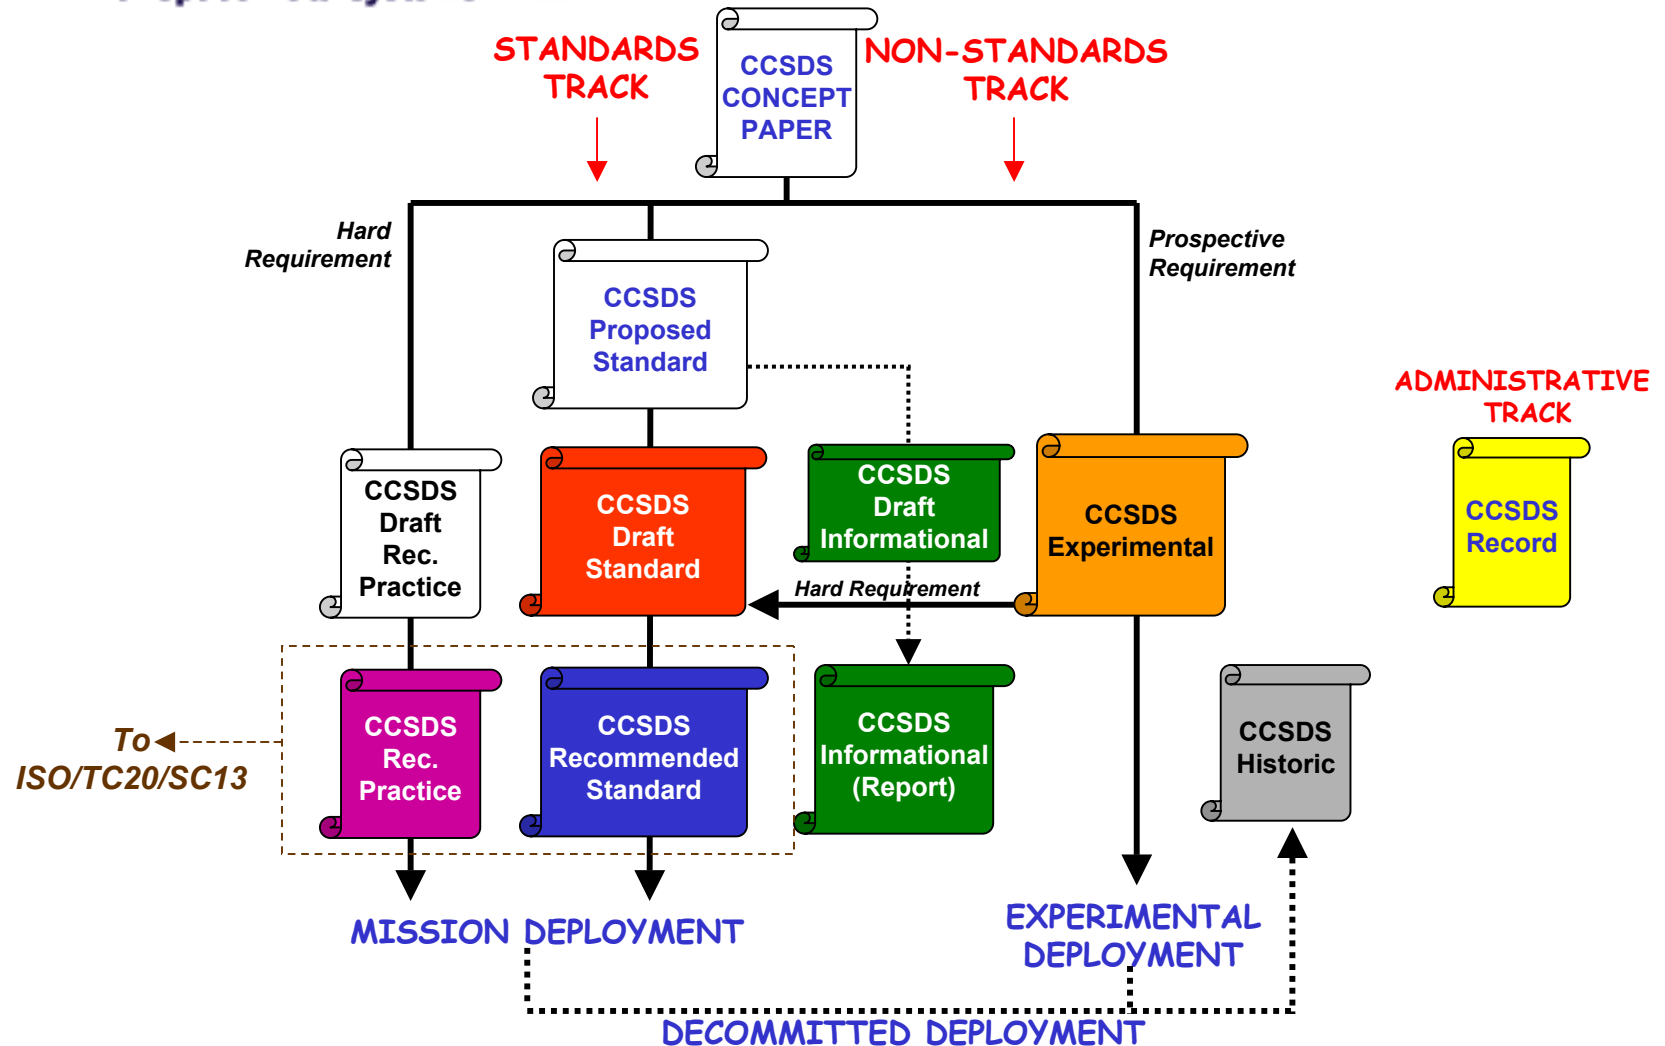 STANDARDS
TRACK
CCSDS
CONCEPT
PAPER
NON-STANDARDS
TRACK
Hard
Requirement
CCSDS
Proposed
Standard
Prospective
Requirement
ADMINISTRATIVE
TRACK
CCSDS
Draft
Rec.
Practice
CCSDS
Draft
Standard
CCSDS
Draft
Informational
CCSDS
Experimental
CCSDS
Record
Hard Requirement
To
ISO/TC20/SC13
CCSDS
Rec.
Practice
CCSDS
Recommended
Standard
CCSDS
Informational
(Report)
CCSDS
Historic
MISSION DEPLOYMENT
EXPERIMENTAL
DEPLOYMENT
DECOMMITTED DEPLOYMENT